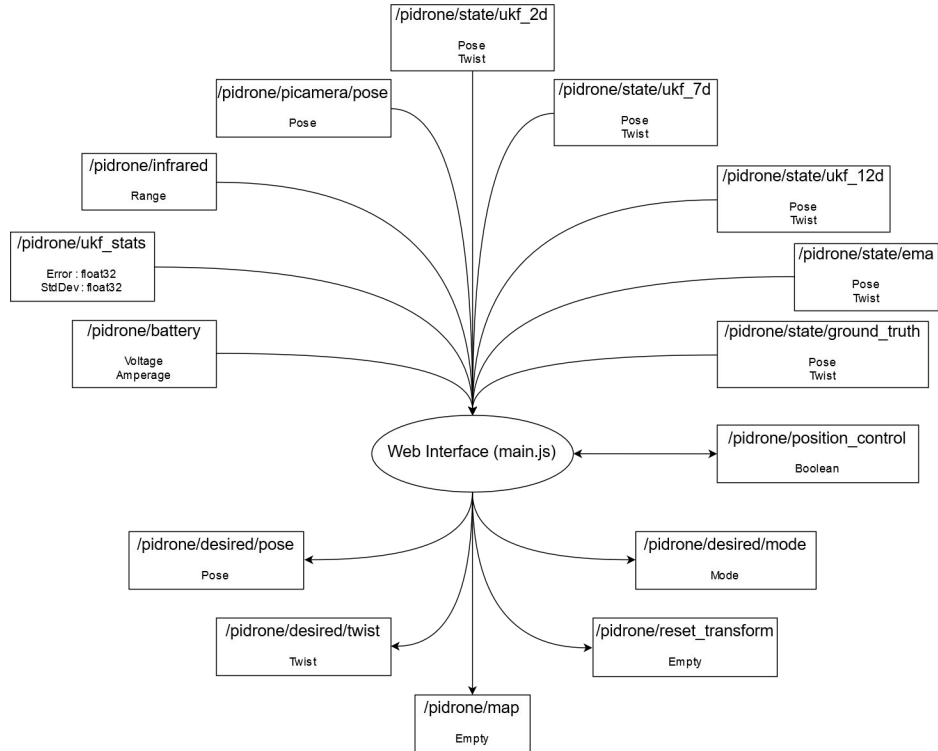 /pidrone/state/ukf_2d
Pose
Twist
/pidrone/picamera/pose
Pose
/pidrone/state/ukf_7d
Pose
Twist
/pidrone/infrared
Range
/pidrone/state/ukf_12d
Pose
Twist
/pidrone/ukf_stats
Error : float32
StdDev : float32
/pidrone/state/ema
Pose
Twist
/pidrone/battery
Voltage
Amperage
/pidrone/state/ground_truth
Pose
Twist
Web Interface (main.js)
/pidrone/position_control
Boolean
/pidrone/desired/pose
Pose
/pidrone/desired/mode
Mode
/pidrone/desired/twist
Twist
/pidrone/reset_transform
Empty
/pidrone/map
Empty